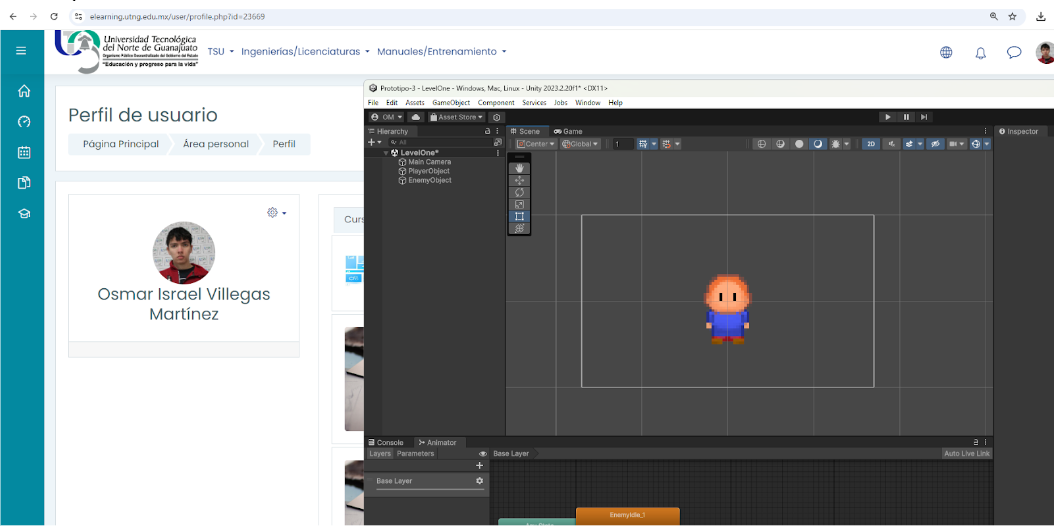 elearning.utng.edu.mx/user/profile.php?id=23669
Universidad Tecnológica
del Norte de Guanajuato
Organismo Público Descentralizado del Gobierno del Estado
"Educación y progreso para la vida"
TSU Ingenierías/Licenciaturas Manuales/Entrenamiento
Perfil de usuario
Página Principal Área personal Perfil
Osmar Israel Villegas
Martínez
Curs
Prototipo-3 - LevelOne - Windows, Mac, Linux - Unity 2023.2.20f1* <DX11>
File Edit Assets GameObject Component Services Jobs Window Help
OM Asset Store
Hierarchy Scene Game Inspector
All Center Global 1 2D
LevelOne*
Main Camera
PlayerObject
EnemyObject
Console Animator
Layers Parameters Base Layer Auto Live Link
Base Layer
EnemyIdle_1
Any State